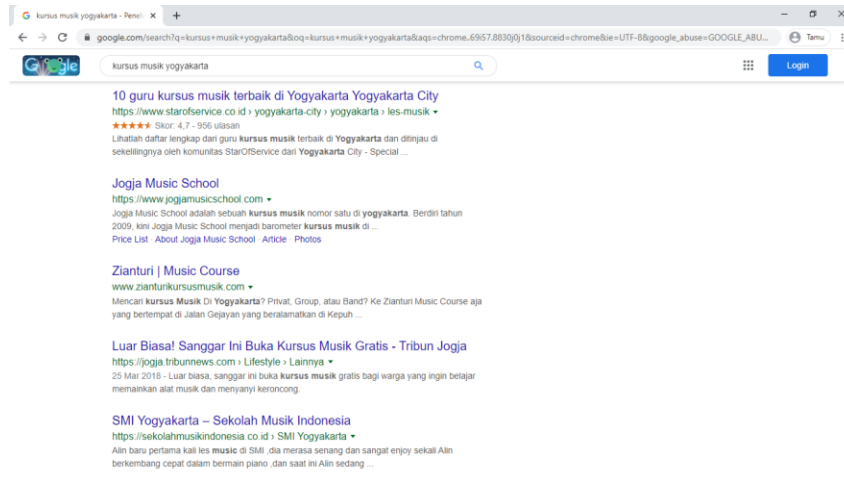 kursus musik yogyakarta - Penel
google.com/search?q=kursus+musik+yogyakarta&oq=kursus+musik+yogyakarta&aqs=chrome..69i57.8830j0j1&sourceid=chrome&ie=UTF-8&google_abuse=GOOGLE_ABU...
Tamu
Google
kursus musik yogyakarta
Login
10 guru kursus musik terbaik di Yogyakarta Yogyakarta City
https://www.starofservice.co.id › yogyakarta-city › yogyakarta › les-musik
Skor: 4,7 - 956 ulasan
Lihatlah daftar lengkap dari guru kursus musik terbaik di Yogyakarta dan ditinjau di
sekelilingnya oleh komunitas StarOfService dari Yogyakarta City - Special ...
Jogja Music School
https://www.jogjamusicschool.com
Jogja Music School adalah sebuah kursus musik nomor satu di yogyakarta. Berdiri tahun
2009, kini Jogja Music School menjadi barometer kursus musik di ...
Price List · About Jogja Music School · Article · Photos
Zianturi | Music Course
www.zianturikursusmusik.com
Mencari kursus Musik Di Yogyakarta? Privat, Group, atau Band? Ke Zianturi Music Course aja
yang bertempat di Jalan Gejayan yang beralamatkan di Kepuh ...
Luar Biasa! Sanggar Ini Buka Kursus Musik Gratis - Tribun Jogja
https://jogja.tribunnews.com › Lifestyle › Lainnya
25 Mar 2018 - Luar biasa, sanggar ini buka kursus musik gratis bagi warga yang ingin belajar
memainkan alat musik dan menyanyi keroncong.
SMI Yogyakarta – Sekolah Musik Indonesia
https://sekolahmusikindonesia.co.id › SMI Yogyakarta
Alin baru pertama kali les music di SMI ,dia merasa senang dan sangat enjoy sekali Alin
berkembang cepat dalam bermain piano ,dan saat ini Alin sedang ...